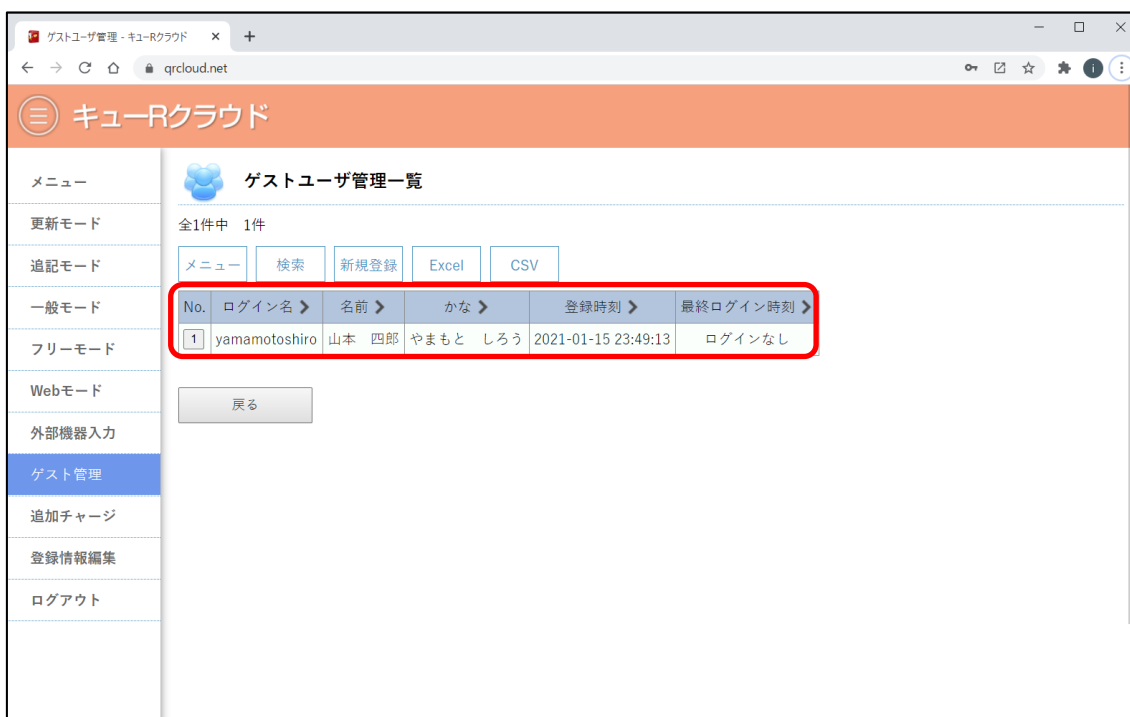 ゲストユーザ管理 - キューRクラウド
qrcloud.net
i
キューRクラウド
メニュー
更新モード
追記モード
一般モード
フリーモード
Webモード
外部機器入力
ゲスト管理
追加チャージ
登録情報編集
ログアウト
ゲストユーザ管理一覧
全1件中 1件
メニュー 検索 新規登録 Excel CSV
No. ログイン名 名前 かな 登録時刻 最終ログイン時刻
1 yamamotoshiro 山本 四郎 やまもと しろう 2021-01-15 23:49:13 ログインなし
戻る